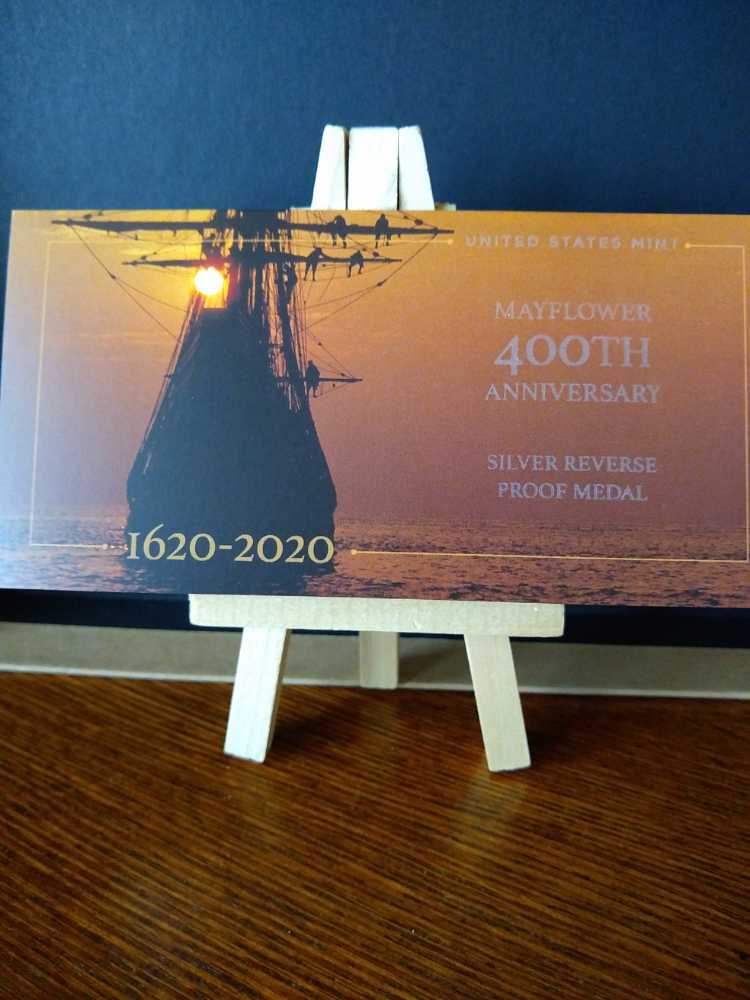 UNITED STATES MINT
MAYFLOWER
400TH
ANNIVERSARY
SILVER REVERSE
PROOF MEDAL
1620-2020